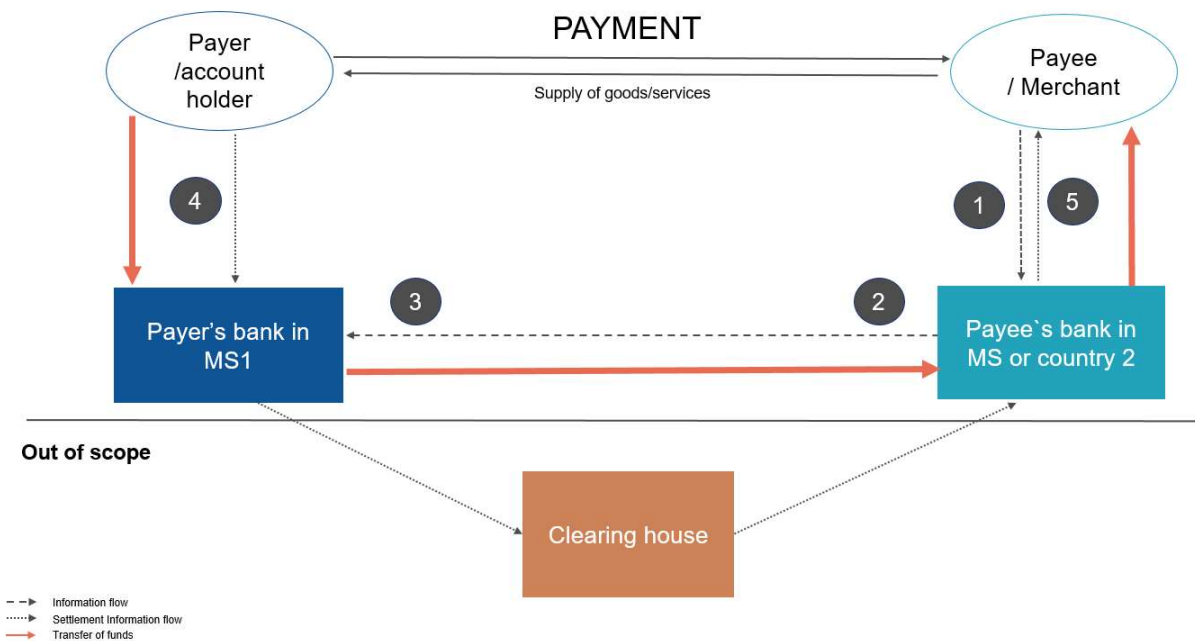 PAYMENT
Payer
/account
holder
Payee
/ Merchant
Supply of goods/services
4
1
5
3
2
Payer’s bank in
MS1
Payee`s bank in
MS or country 2
Out of scope
Clearing house
Information flow
Settlement Information flow
Transfer of funds